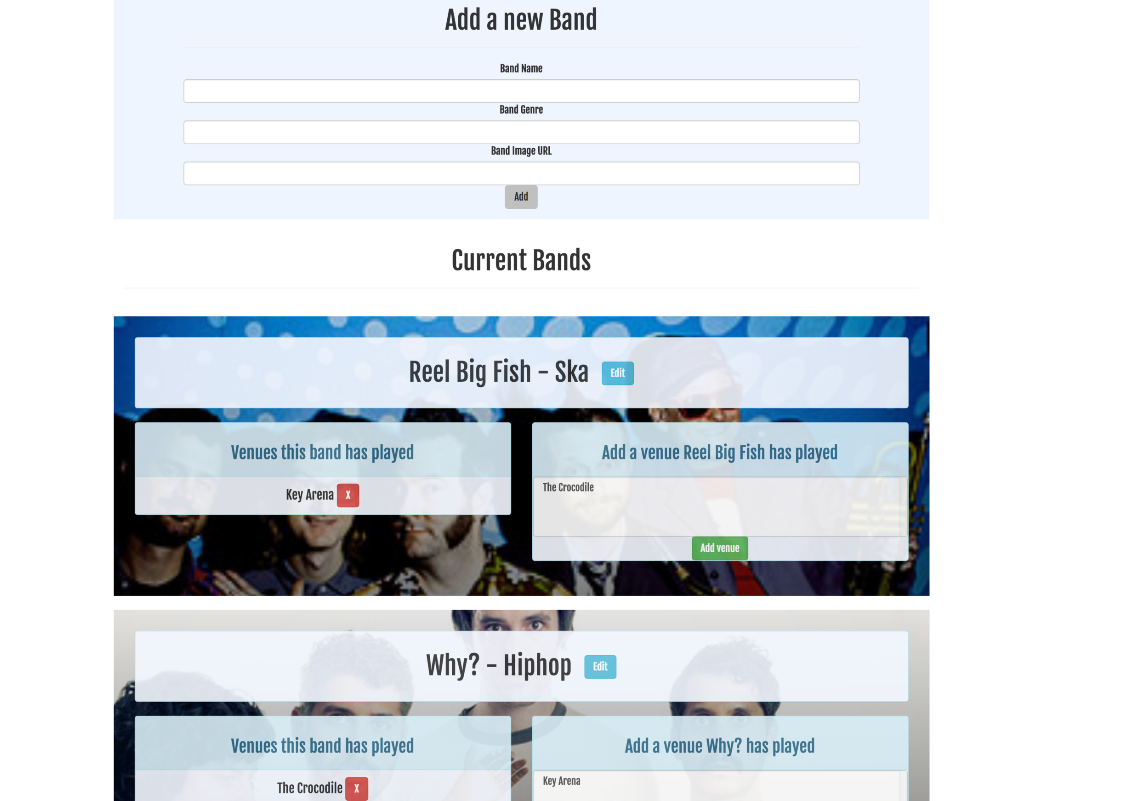 Add a new Band
Band Name
Band Genre
Band Image URL
Add
Current Bands
Reel Big Fish - Ska Edit
Venues this band has played
Key Arena X
Add a venue Reel Big Fish has played
The Crocodile
Add venue
Why? - Hiphop Edit
Venues this band has played
The Crocodile X
Add a venue Why? has played
Key Arena